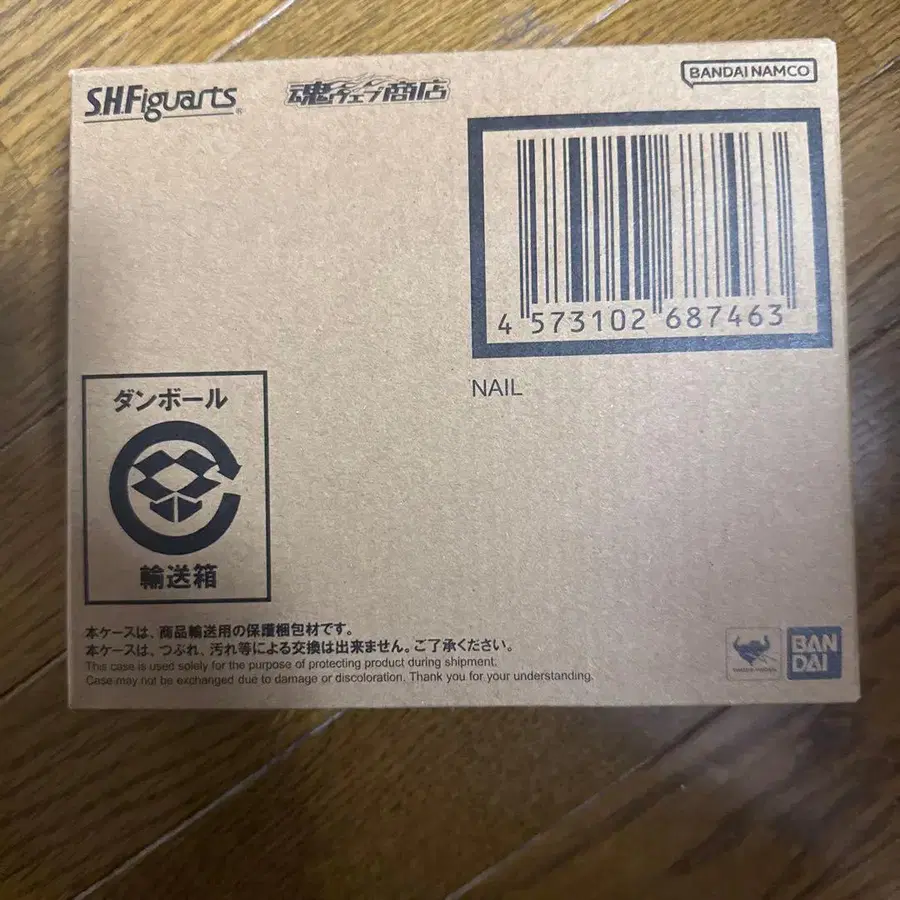 S.H.Figuarts
魂ウェブ商店
BANDAI NAMCO
4 573102 687463
NAIL
ダンボール
輸送箱
本ケースは、商品輸送用の保護梱包材です。
本ケースは、つぶれ、汚れ等による交換は出来ません。ご了承ください。
This case is used solely for the purpose of protecting product during shipment.
Case may not be exchanged due to damage or discoloration. Thank you for your understanding.
BAN
DAI